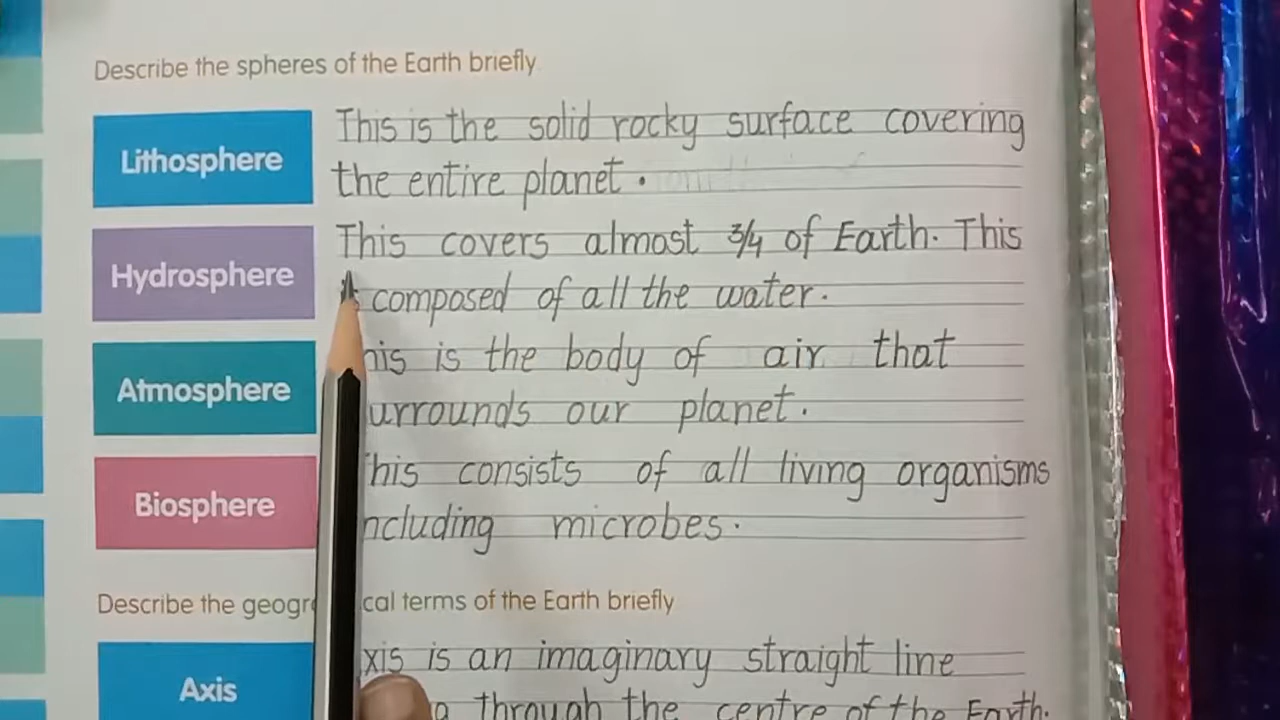 Describe the spheres of the Earth briefly
Lithosphere
This is the solid rocky surface covering
the entire planet.
Hydrosphere
This covers almost 3/4 of Earth. This
composed of all the water.
Atmosphere
his is the body of air that
urrounds our planet.
Biosphere
his consists of all living organisms
ncluding microbes.
Describe the geogr cal terms of the Earth briefly
Axis
xis is an imaginary straight line
g through the centre of the Earth.